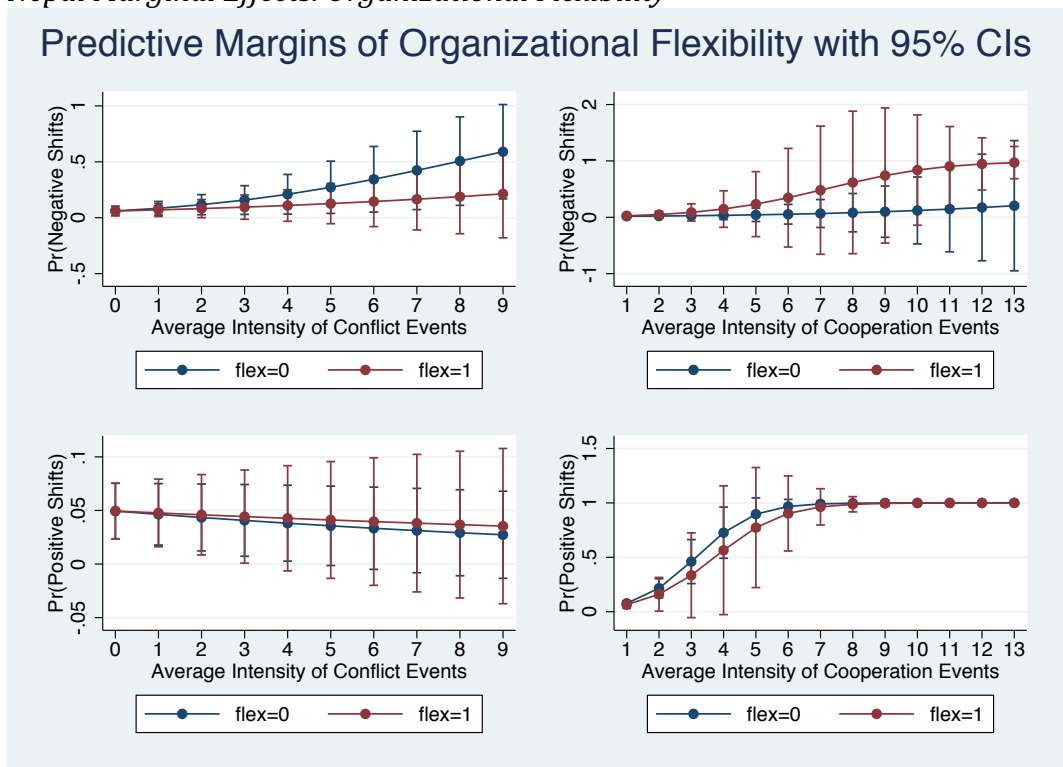 Nepal Marginal Effects: Organizational Flexibility
Predictive Margins of Organizational Flexibility with 95% CIs
Pr(Negative Shifts)
-.5 0 .5 1
0 1 2 3 4 5 6 7 8 9
Average Intensity of Conflict Events
flex=0 flex=1
Pr(Negative Shifts)
-1 0 1 2
1 2 3 4 5 6 7 8 9 10 11 12 13
Average Intensity of Cooperation Events
flex=0 flex=1
Pr(Positive Shifts)
-.05 0 .05 .1
0 1 2 3 4 5 6 7 8 9
Average Intensity of Conflict Events
flex=0 flex=1
Pr(Positive Shifts)
0 .5 1 1.5
1 2 3 4 5 6 7 8 9 10 11 12 13
Average Intensity of Cooperation Events
flex=0 flex=1